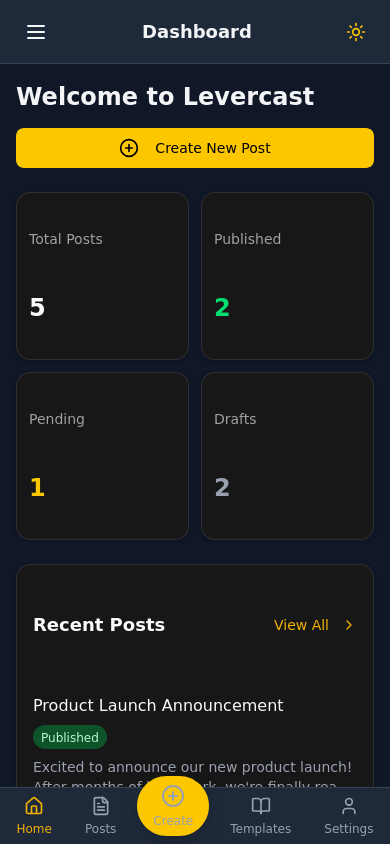 Dashboard
Welcome to Levercast
Create New Post
Total Posts
5
Published
2
Pending
1
Drafts
2
Recent Posts
View All
Product Launch Announcement
Published
Excited to announce our new product launch!
After months of rk, we're finally rea
Home
Posts
Create
Templates
Settings